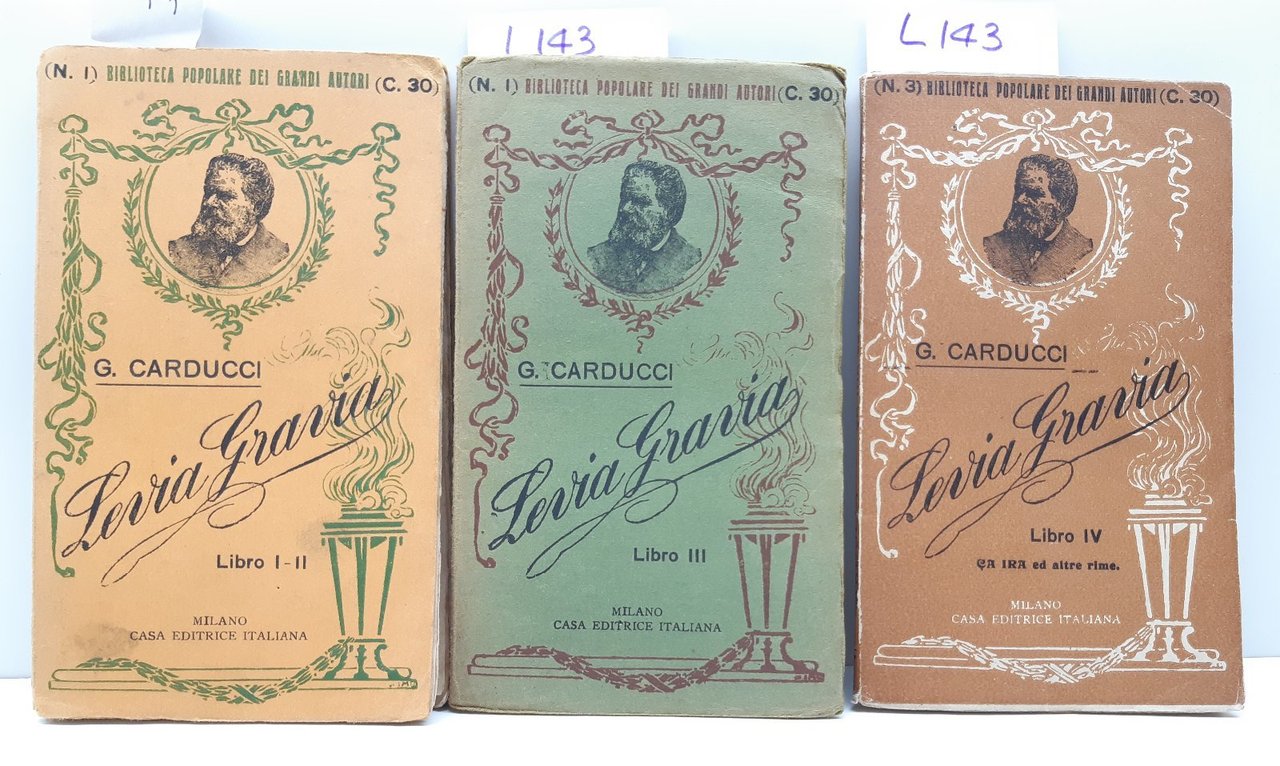 L143
L143
(N. 1) BIBLIOTECA POPOLARE DEI GRANDI AUTORI (C. 30)
G. CARDUCCI
Levia Gravia
Libro I-II
MILANO
CASA EDITRICE ITALIANA
(N. 1) BIBLIOTECA POPOLARE DEI GRANDI AUTORI (C. 30)
G. CARDUCCI
Levia Gravia
Libro III
MILANO
CASA EDITRICE ITALIANA
(N. 3) BIBLIOTECA POPOLARE DEI GRANDI AUTORI (C. 30)
G. CARDUCCI
Levia Gravia
Libro IV
ÇA IRA ed altre rime.
MILANO
CASA EDITRICE ITALIANA